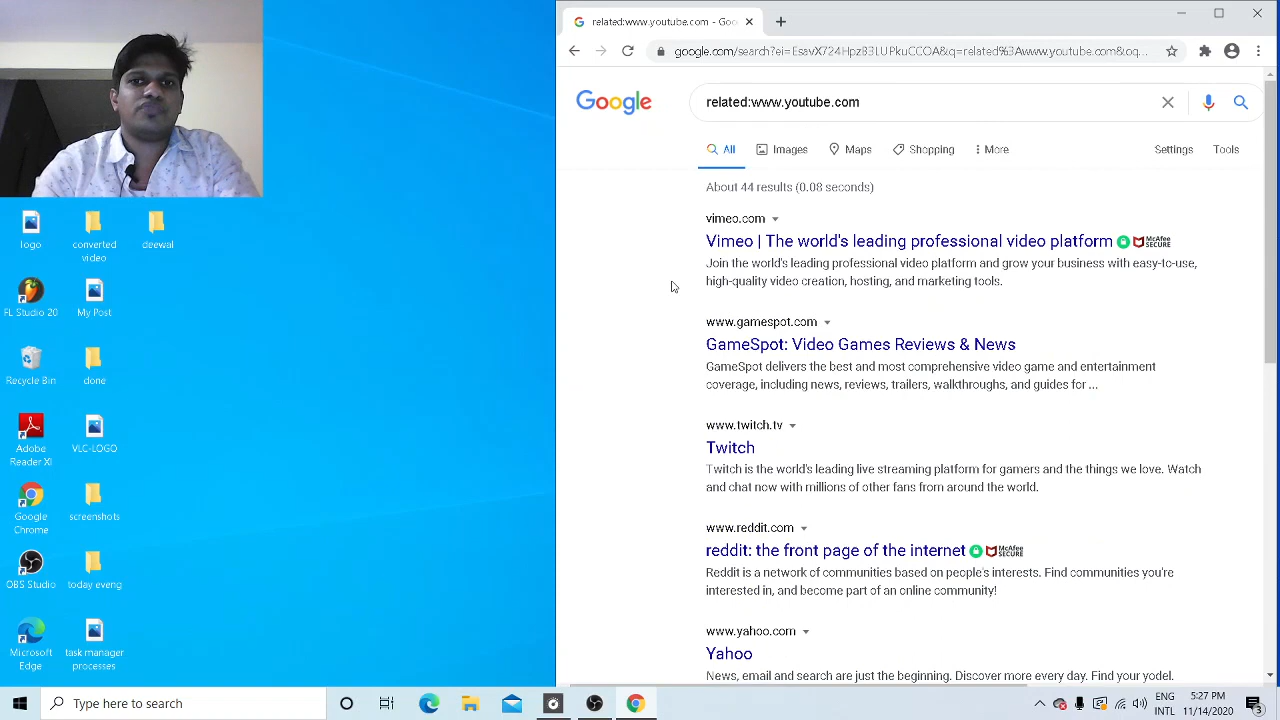 related:www.youtube.com - Goo
google.com/search?ei=EsavX724HpzB3LUPkuCCOA&q=related%3Awww.youtube.com&oq...
Google
related:www.youtube.com
All
Images
Maps
Shopping
More
Settings
Tools
About 44 results (0.08 seconds)
vimeo.com
Vimeo | The world's leading professional video platform
McAfee SECURE
Join the world's leading professional video platform and grow your business with easy-to-use,
high-quality video creation, hosting, and marketing tools.
www.gamespot.com
GameSpot: Video Games Reviews & News
GameSpot delivers the best and most comprehensive video game and entertainment
coverage, including news, reviews, trailers, walkthroughs, and guides for ...
www.twitch.tv
Twitch
Twitch is the world's leading live streaming platform for gamers and the things we love. Watch
and chat now with millions of other fans from around the world.
www.reddit.com
reddit: the front page of the internet
McAfee SECURE
Reddit is a network of communities based on people's interests. Find communities you're
interested in, and become part of an online community!
www.yahoo.com
Yahoo
News, email and search are just the beginning. Discover more every day. Find your yodel.
logo
converted
video
deewal
FL Studio 20
My Post
Recycle Bin
done
Adobe
Reader XI
VLC-LOGO
Google
Chrome
screenshots
OBS Studio
today eveng
Microsoft
Edge
task manager
processes
Type here to search
ENG
INTL
5:27 PM
11/14/2020
3